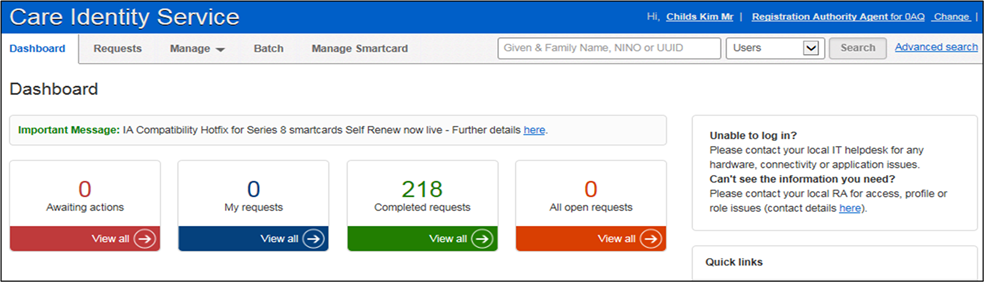 Care Identity Service
Hi, Childs Kim Mr | Registration Authority Agent for 0AQ Change |
Dashboard Requests Manage Batch Manage Smartcard
Given & Family Name, NINO or UUID Users Search Advanced search
Dashboard
Important Message: IA Compatibility Hotfix for Series 8 smartcards Self Renew now live - Further details here.
0
Awaiting actions
View all
0
My requests
View all
218
Completed requests
View all
0
All open requests
View all
Unable to log in?
Please contact your local IT helpdesk for any
hardware, connectivity or application issues.
Can't see the information you need?
Please contact your local RA for access, profile or
role issues (contact details here).
Quick links